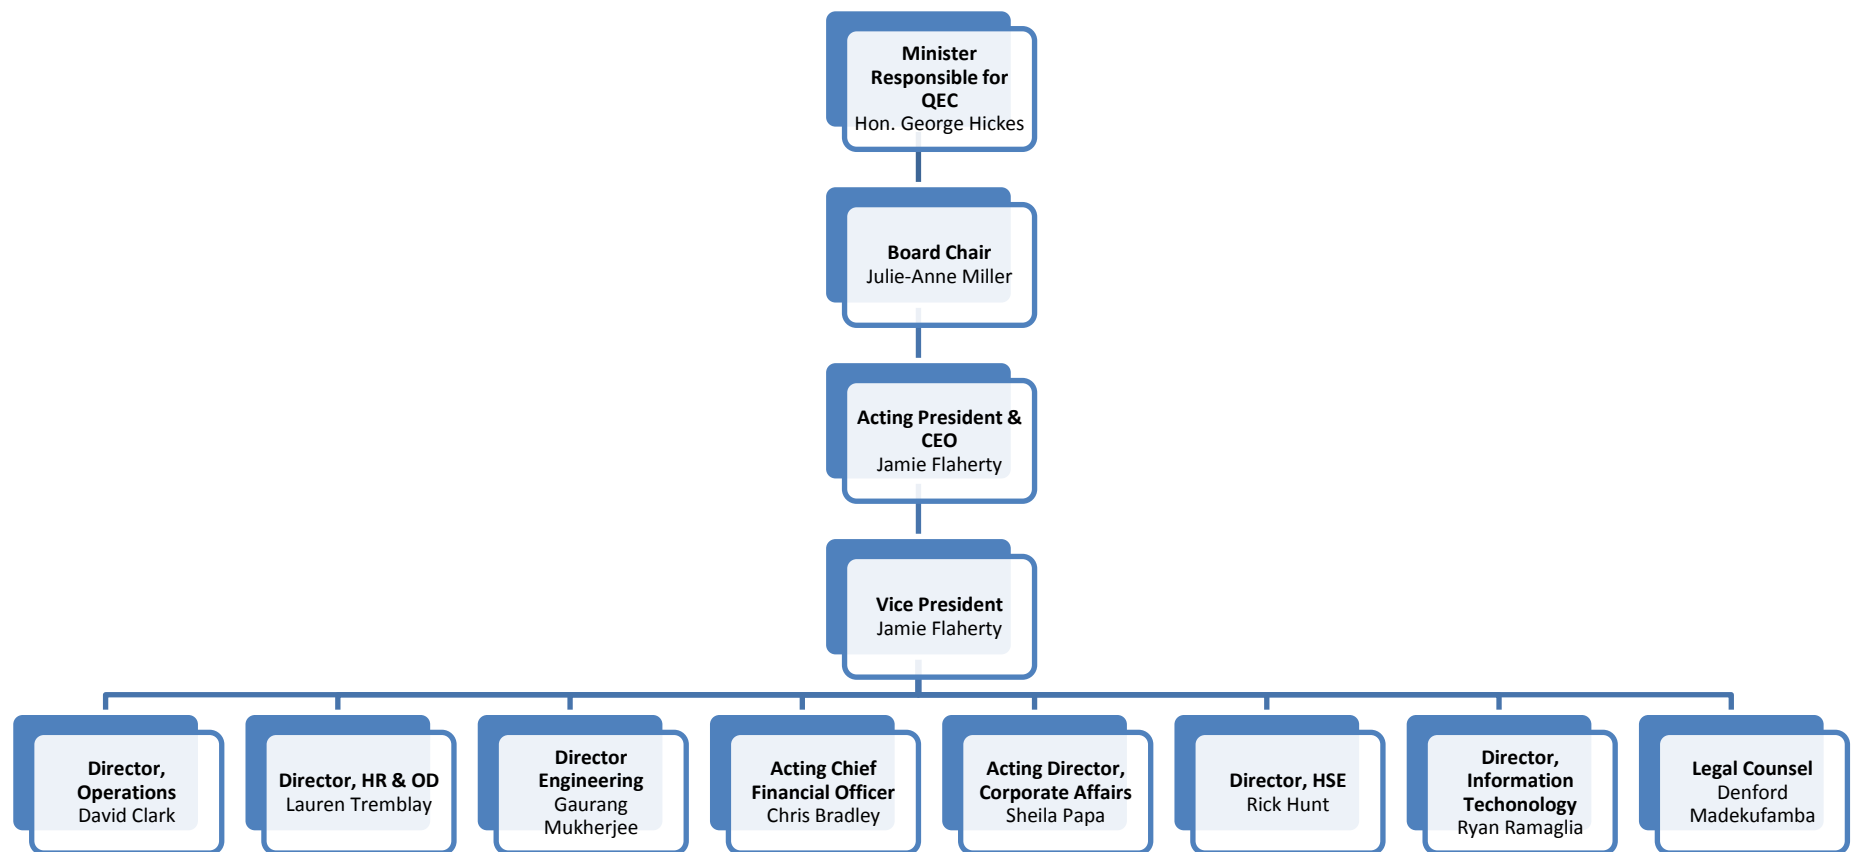 Minister
Responsible for
QEC
Hon. George Hickes
Board Chair
Julie-Anne Miller
Acting President &
CEO
Jamie Flaherty
Vice President
Jamie Flaherty
Director,
Operations
David Clark
Director, HR & OD
Lauren Tremblay
Director
Engineering
Gaurang
Mukherjee
Acting Chief
Financial Officer
Chris Bradley
Acting Director,
Corporate Affairs
Sheila Papa
Director, HSE
Rick Hunt
Director,
Information
Techonology
Ryan Ramaglia
Legal Counsel
Denford
Madekufamba